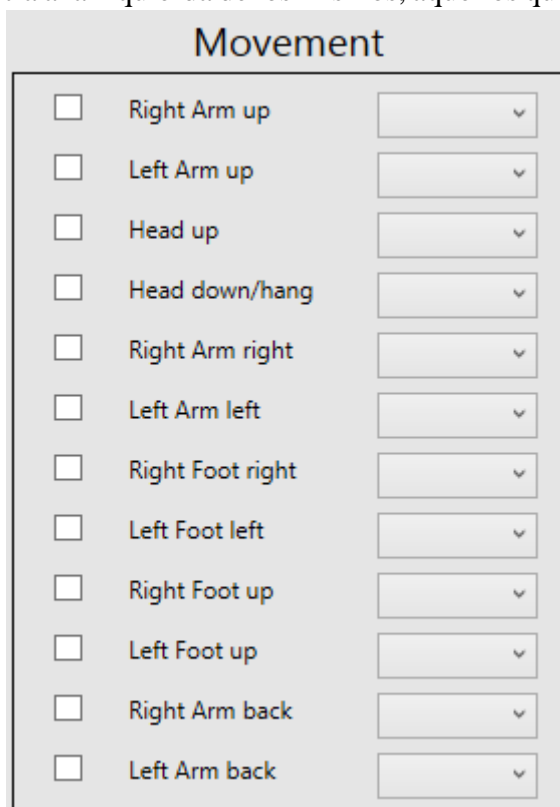 Movement
Right Arm up
Left Arm up
Head up
Head down/hang
Right Arm right
Left Arm left
Right Foot right
Left Foot left
Right Foot up
Left Foot up
Right Arm back
Left Arm back